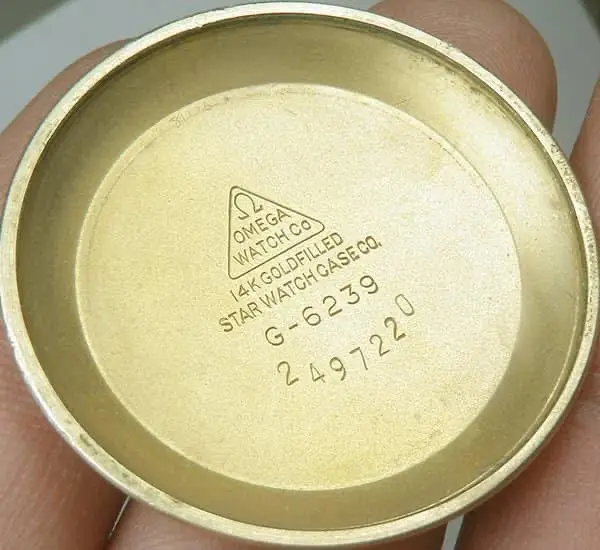 Ω
OMEGA
WATCH CO
14K GOLDFILLED
STAR WATCH CASE CO.
G-6239
2497220